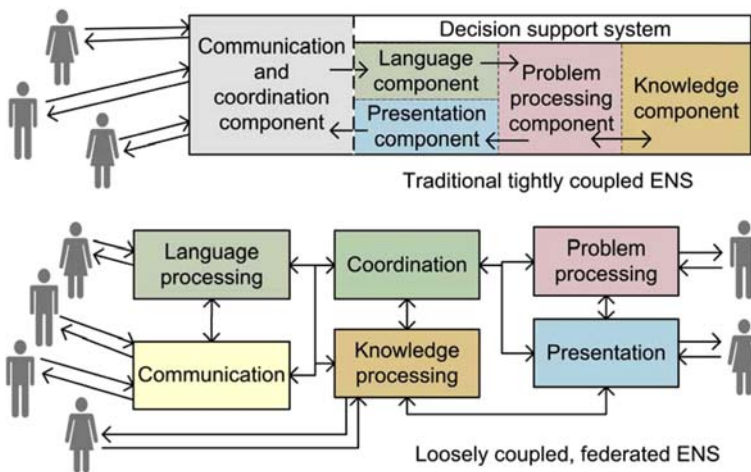 Decision support system
Communication
and
coordination
component
Language
component
Presentation
component
Problem
processing
component
Knowledge
component
Traditional tightly coupled ENS
Language
processing
Coordination
Problem
processing
Communication
Knowledge
processing
Presentation
Loosely coupled, federated ENS